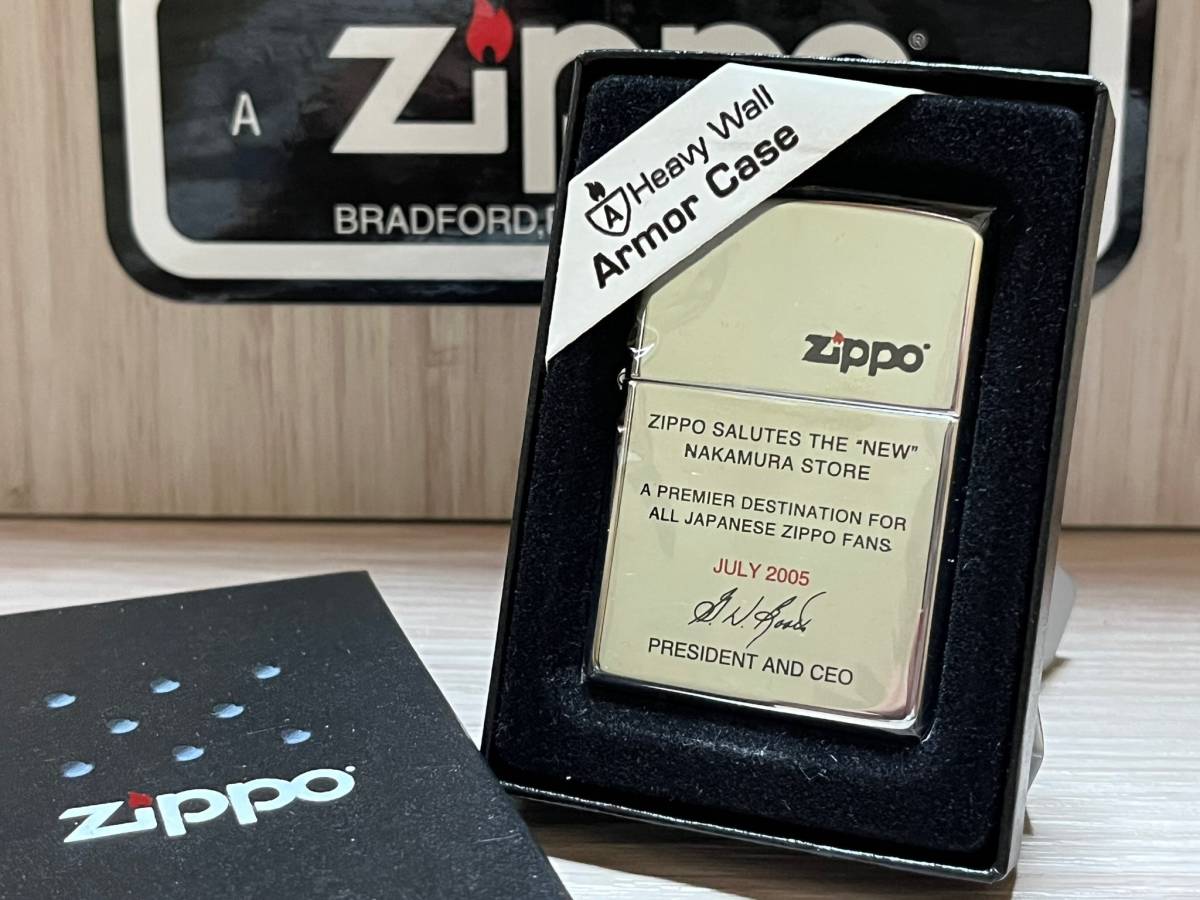 A
zippo®
BRADFORD,
A Heavy Wall
Armor Case
zippo
ZIPPO SALUTES THE "NEW"
NAKAMURA STORE
A PREMIER DESTINATION FOR
ALL JAPANESE ZIPPO FANS
JULY 2005
PRESIDENT AND CEO
zippo